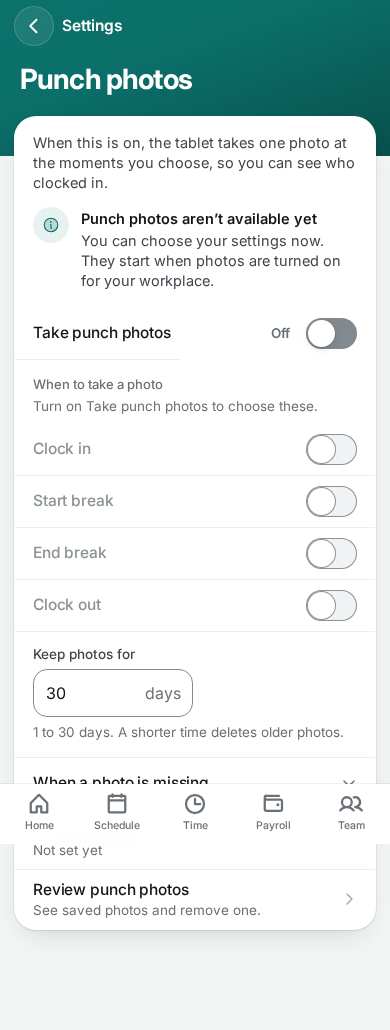 Settings
Punch photos
When this is on, the tablet takes one photo at
the moments you choose, so you can see who
clocked in.
Punch photos aren’t available yet
You can choose your settings now.
They start when photos are turned on
for your workplace.
Take punch photos
Off
When to take a photo
Turn on Take punch photos to choose these.
Clock in
Start break
End break
Clock out
Keep photos for
30 days
1 to 30 days. A shorter time deletes older photos.
When a photo is missing
Home
Schedule
Time
Payroll
Team
Not set yet
Review punch photos
See saved photos and remove one.